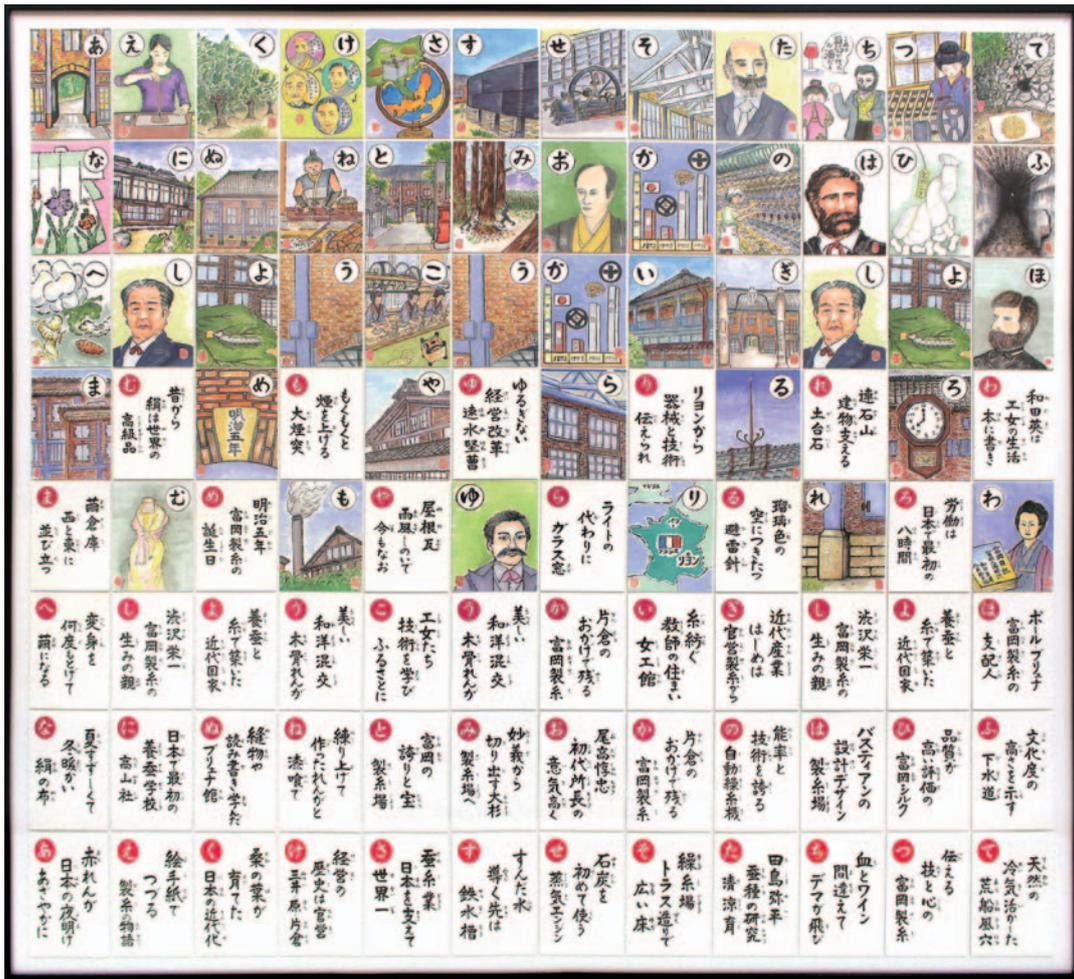 あ
え
く
け
さ
す
せ
そ
た
ち
つ
て
な
に
ぬ
ね
と
み
お
か
の
は
ひ
ふ
へ
し
よ
う
こ
う
か
い
ぎ
し
よ
ほ
ま
む
昔から
絹は世界の
高級品
め
明治五年
も
もくもくと
煙を上げる
大煙突
や
ゆ
ゆるぎない
経営改革
速水堅曹
ら
り
リヨンから
器械と技術
伝えられ
る
れ
連石山
建物支える
土台石
ろ
わ
和田英は
工女の生活
本に書き
ま
繭倉庫
西と東に
並び立つ
む
め
明治五年
富岡製糸の
誕生日
も
や
屋根瓦
雨風しのいで
今もなお
ゆ
ら
ライトの
代わりに
ガラス窓
り
リヨン
る
瑠璃色の
空につきたつ
避雷針
れ
ろ
労働は
日本で最初の
八時間
わ
へ
変身を
何度もとげて
繭になる
し
渋沢栄一
富岡製糸の
生みの親
よ
養蚕と
糸で築いた
近代国家
う
美しい
和洋混交
木骨れんが
こ
工女たち
技術を学び
ふるさとに
う
美しい
和洋混交
木骨れんが
か
片倉の
おかげで残る
富岡製糸
い
糸紡ぐ
教師の住まい
女工館
ぎ
近代産業
はじめは
官営製糸から
し
渋沢栄一
富岡製糸の
生みの親
よ
養蚕と
糸で築いた
近代国家
ほ
ポールブリュナ
富岡製糸の
支配人
な
夏すずしくて
冬暖かい
絹の布
に
日本で最初の
養蚕学校
高山社
ぬ
縫物や
読み書き学んだ
ブリュナ館
ね
練り上げて
作ったれんがと
漆喰で
と
富岡の
誇りと宝
製糸場
み
妙義から
切り出す大杉
製糸場へ
お
尾高惇忠
初代所長の
意気高く
か
片倉の
おかげで残る
富岡製糸
の
能率と
技術を誇る
自動繰糸機
は
バスティアンの
設計デザイン
製糸場
ひ
品質が
高い評価の
富岡シルク
ふ
文化度の
高さを示す
下水道
あ
赤れんが
日本の夜明け
あざやかに
え
絵手紙で
つづる
製糸の物語
く
桑の葉が
育てた
日本の近代化
け
経営の
歴史は官営
三井原片倉
さ
蚕糸業
日本を支えて
世界一
す
すんだ水
導く先は
鉄水槽
せ
石炭を
初めて使う
蒸気エンジン
そ
繰糸場
トラス造りで
広い床
た
田島弥平
蚕種の研究
清涼育
ち
血とワイン
間違えて
デマが飛び
つ
伝える
技と心の
富岡製糸
て
天然の
冷気活かした
荒船風穴